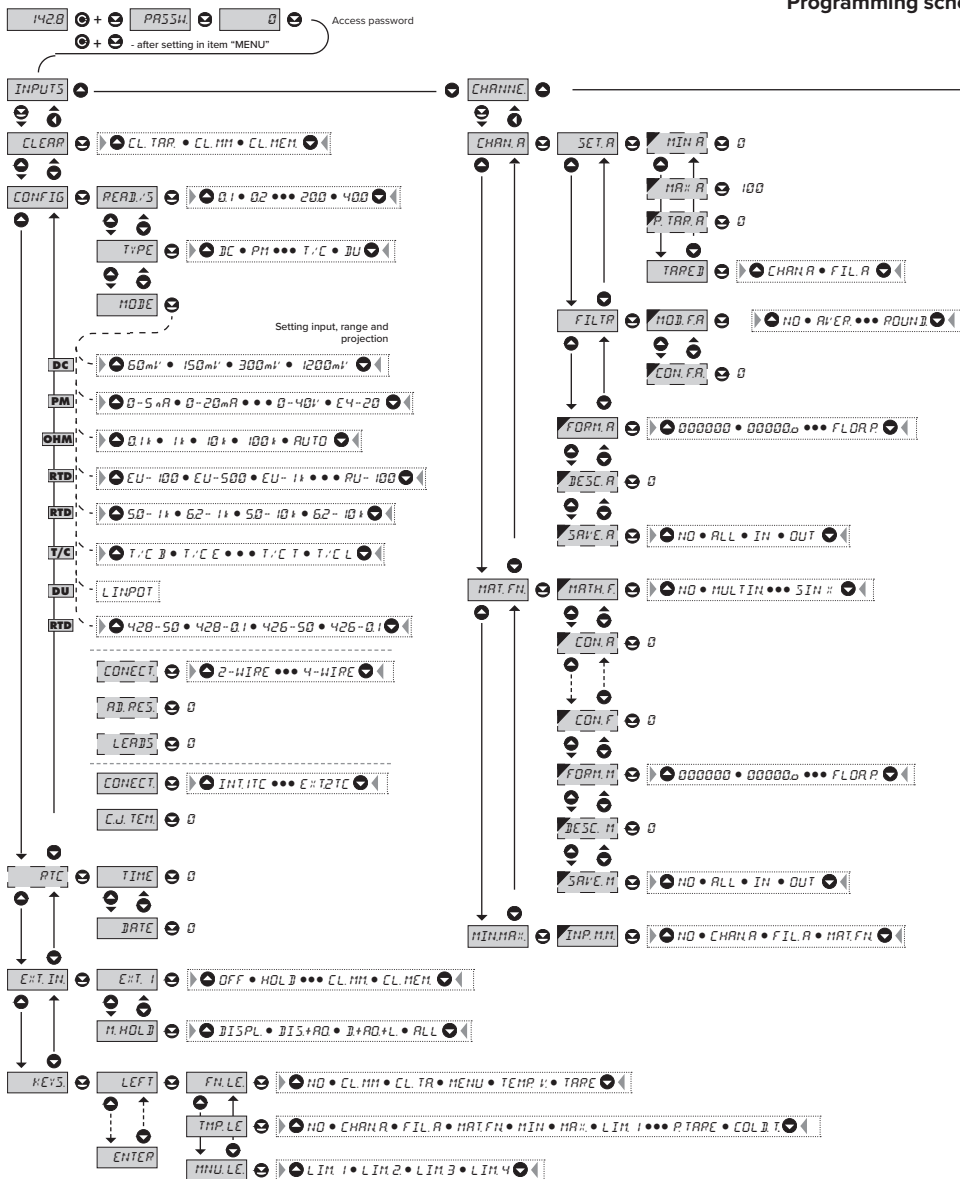 Programming sche
142.8 + PASSW. 0 Access password
+ - after setting in item “MENU”
INPUTS CHANNE.
CLEAR CL. TAR. • CL. MM • CL. MEM. CHAN. A SET. A MIN A 0
CONFIG READ./S 0.1 • 0.2 ••• 20.0 • 40.0 MAX A 100
P. TAR. A 0
TYPE DC • PM ••• T/C • DU TARE.D CHAN.A • FIL. A
MODE
Setting input, range and
projection
FILTR MOD. F.A NO • AVER. ••• ROUND.
DC 60mV • 150mV • 300mV • 1200mV
CON. F.A. 0
PM 0-5mA • 0-20mA ••• 0-40V • E4-20
OHM 0.1k • 1k • 10k • 100k • AUTO FORM. A 000000 • 00000.0 ••• FLOA.P.
RTD EU-100 • EU-500 • EU-1k ••• RU-100 DESC. A 0
RTD 5.0-1k • 6.2-1k • 5.0-10k • 6.2-10k
SAVE. A NO • ALL • IN • OUT
T/C T/C B • T/C E ••• T/C T • T/C L
DU LINPOT MAT. FN. MATH. F. NO • MULTIN. ••• SIN X
RTD 428-50 • 428-0.1 • 426-50 • 426-0.1
CONECT. 2-WIRE ••• 4-WIRE CON. A 0
AD. RES. 0
LEADS 0 CON. F 0
CONECT. INT.1TC ••• EXT.2TC FORM. M 000000 • 00000.0 ••• FLOA.P.
C.J. TEM. 0 DESC. M 0
RTC TIME 0 SAVE. M NO • ALL • IN • OUT
DATE 0 MIN.MAX. INP. M.M. NO • CHAN.A • FIL. A • MAT.FN.
EXT. IN. EXT. 1 OFF • HOLD ••• CL. MM. • CL. MEM.
M. HOLD DISPL. • DIS.+AO. • D.+AO.+L. • ALL
KEYS. LEFT FN. LE. NO • CL. MM • CL. TA • MENU • TEMP. V. • TARE
TMP. LE NO • CHAN.A • FIL. A • MAT.FN. • MIN • MAX. • LIM. 1 ••• P.TARE • COLD.T.
ENTER MNU. LE. LIM. 1 • LIM. 2. • LIM. 3 • LIM. 4